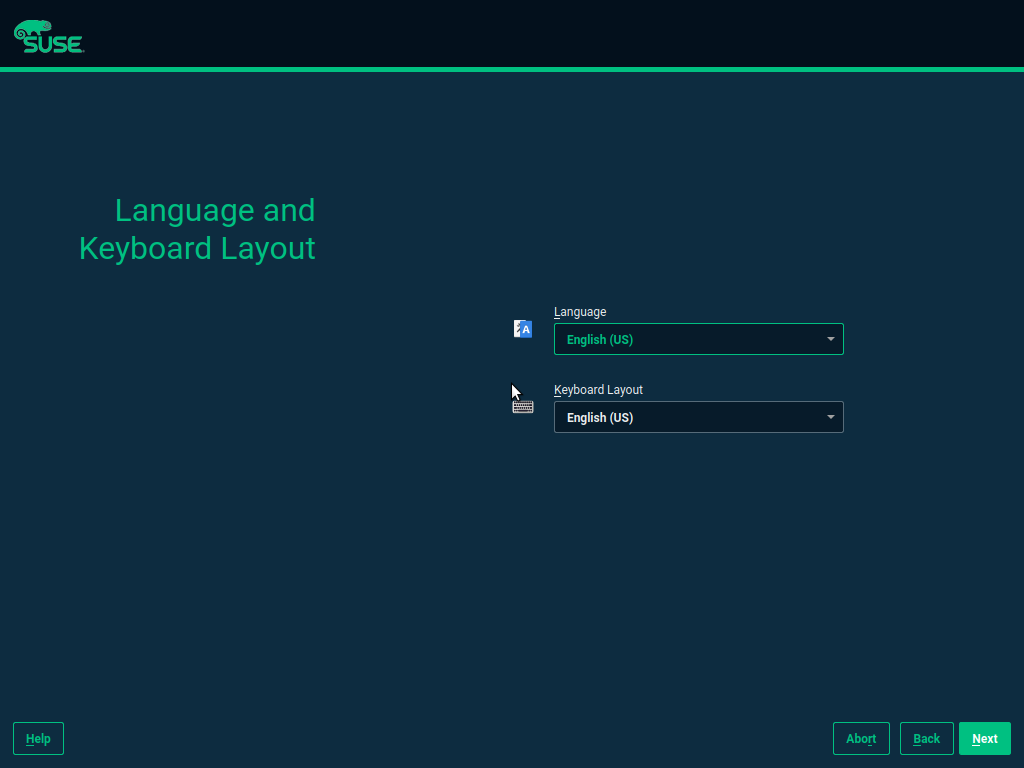 SUSE
Language and
Keyboard Layout
Language
A
English (US)
Keyboard Layout
English (US)
Help
Abort
Back
Next